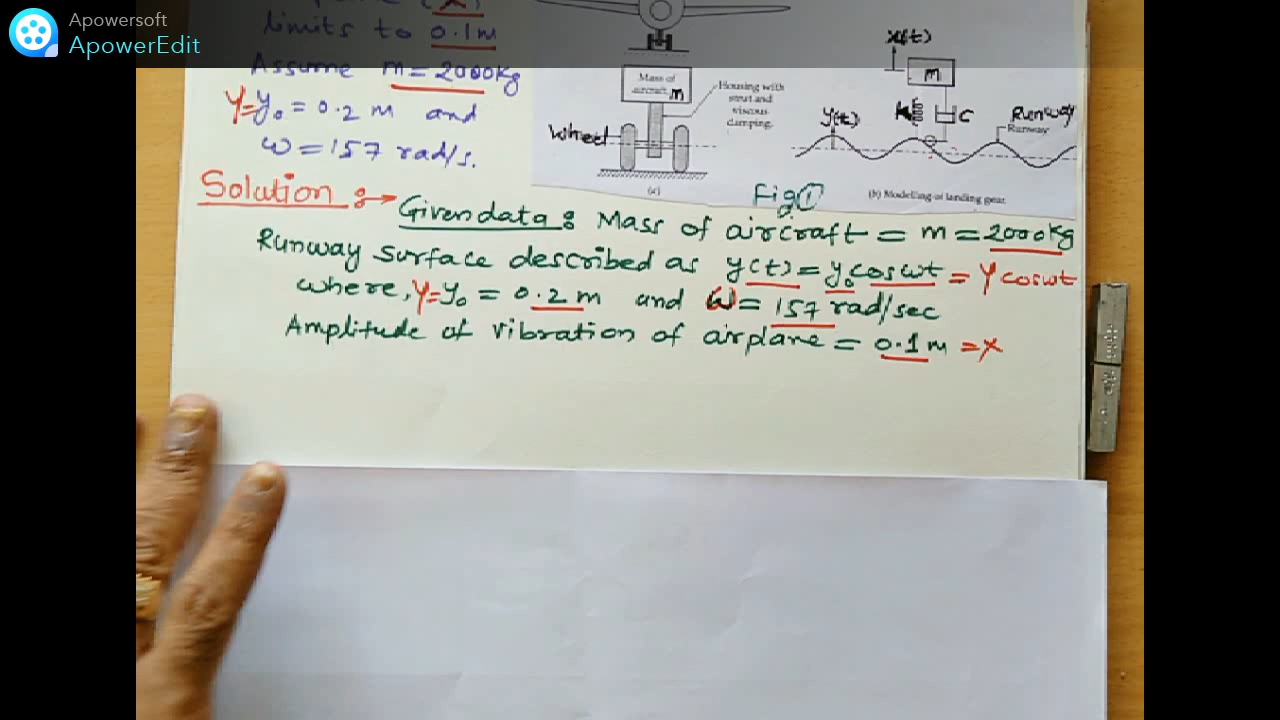 Apowersoft
ApowerEdit
limits to 0.1m
Assume m = 2000kg
Y=y₀ = 0.2 m and
ω = 157 rad/s.
Mass of
aircraft m
Housing with
strut and
viscous
damping.
Wheel
(a)
x(t)
m
K
C
y(t)
Runway
Runway
Fig ①
(b) Modelling of landing gear
Solution :→ Given data : Mass of aircraft = m = 2000kg
Runway surface described as y(t) = y₀ cos ωt = Y cos ωt
where, Y=y₀ = 0.2 m and ω = 157 rad/sec
Amplitude of vibration of airplane = 0.1 m = X